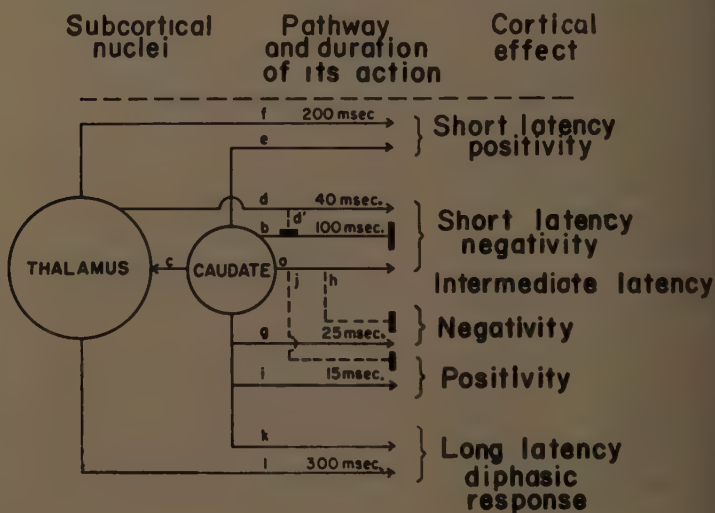 Subcortical
nuclei
Pathway
and duration
of its action
Cortical
effect
f 200 msec
Short latency
positivity
e
d 40 msec.
d'
b 100 msec.
Short latency
negativity
THALAMUS
c
CAUDATE
a
j
h
Intermediate latency
g 25 msec.
Negativity
i 15 msec.
Positivity
k
l 300 msec.
Long latency
diphasic
response